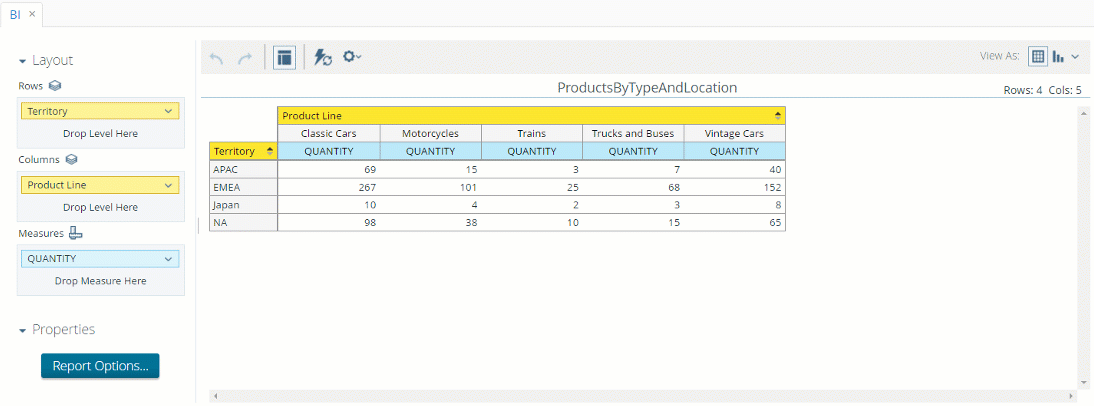 BI ×
Layout
Rows
Territory
Drop Level Here
Columns
Product Line
Drop Level Here
Measures
QUANTITY
Drop Measure Here
Properties
Report Options...
View As:
ProductsByTypeAndLocation
Rows: 4 Cols: 5
Product Line
Classic Cars Motorcycles Trains Trucks and Buses Vintage Cars
Territory QUANTITY QUANTITY QUANTITY QUANTITY QUANTITY
APAC 69 15 3 7 40
EMEA 267 101 25 68 152
Japan 10 4 2 3 8
NA 98 38 10 15 65